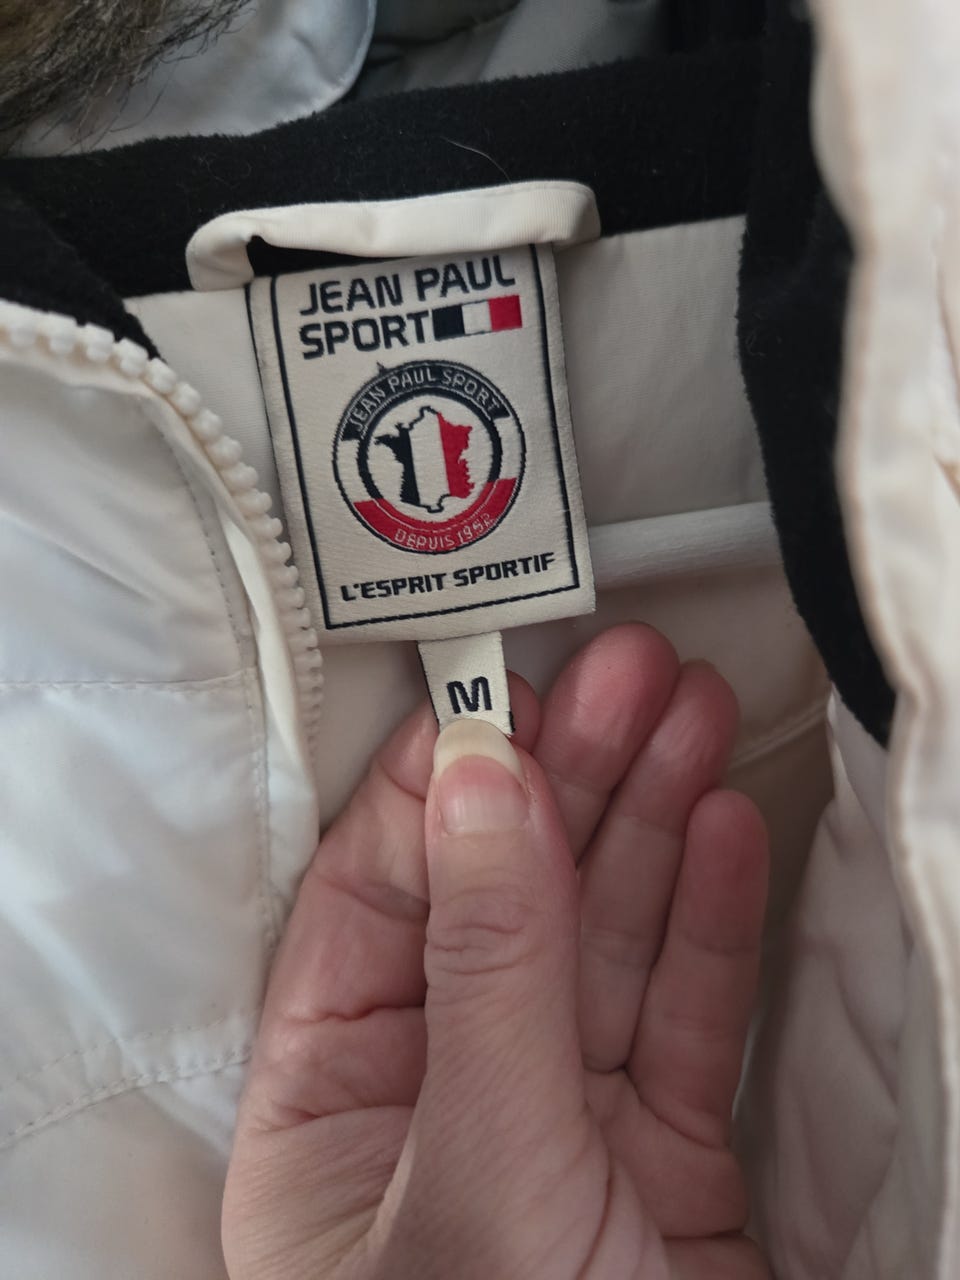 JEAN PAUL
SPORT
JEAN PAUL SPORT
DEPUIS 1952
L'ESPRIT SPORTIF
M